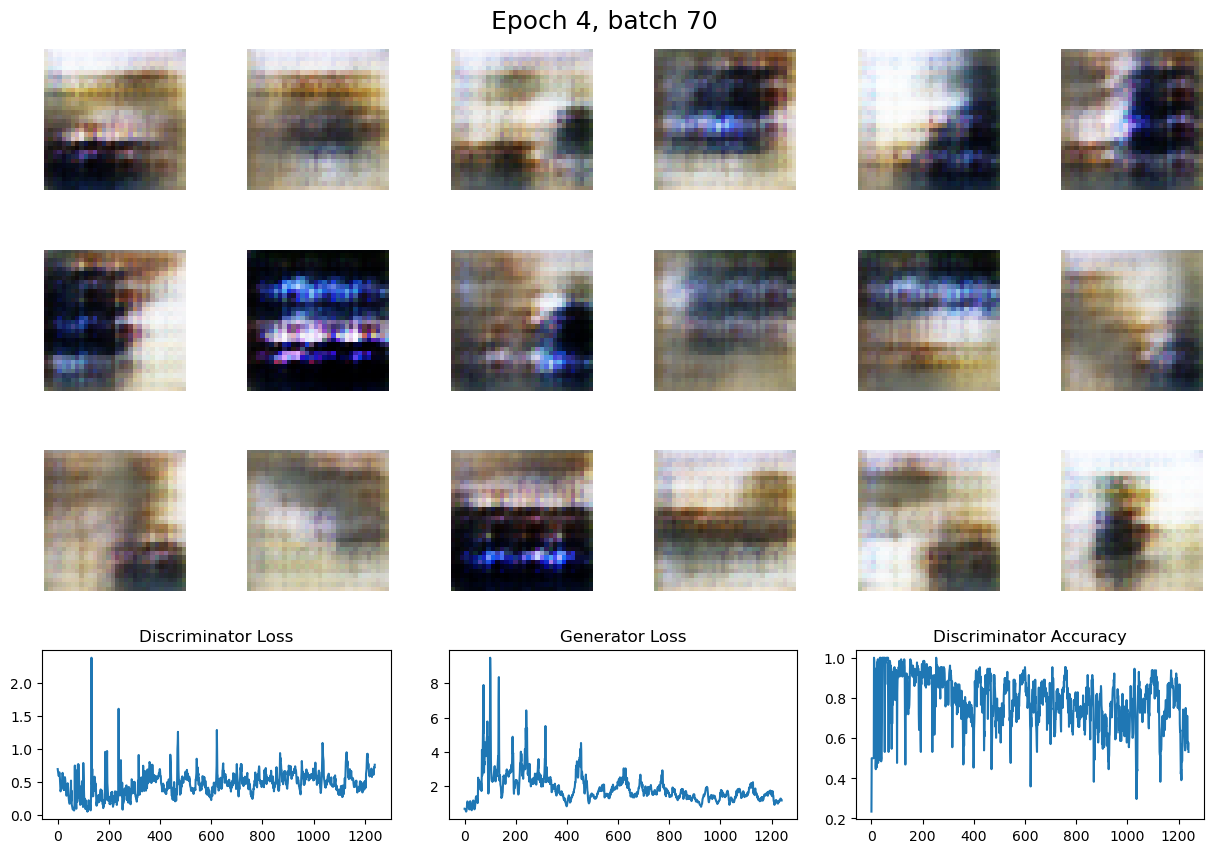 Epoch 4, batch 70
Discriminator Loss
Generator Loss
Discriminator Accuracy
2.0
1.5
1.0
0.5
0.0
0 200 400 600 800 1000 1200
8
6
4
2
0 200 400 600 800 1000 1200
1.0
0.8
0.6
0.4
0.2
0 200 400 600 800 1000 1200